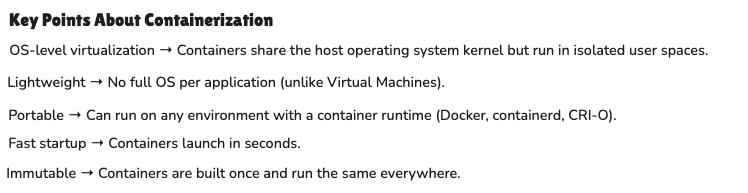 Key Points About Containerization
OS-level virtualization → Containers share the host operating system kernel but run in isolated user spaces.
Lightweight → No full OS per application (unlike Virtual Machines).
Portable → Can run on any environment with a container runtime (Docker, containerd, CRI-O).
Fast startup → Containers launch in seconds.
Immutable → Containers are built once and run the same everywhere.